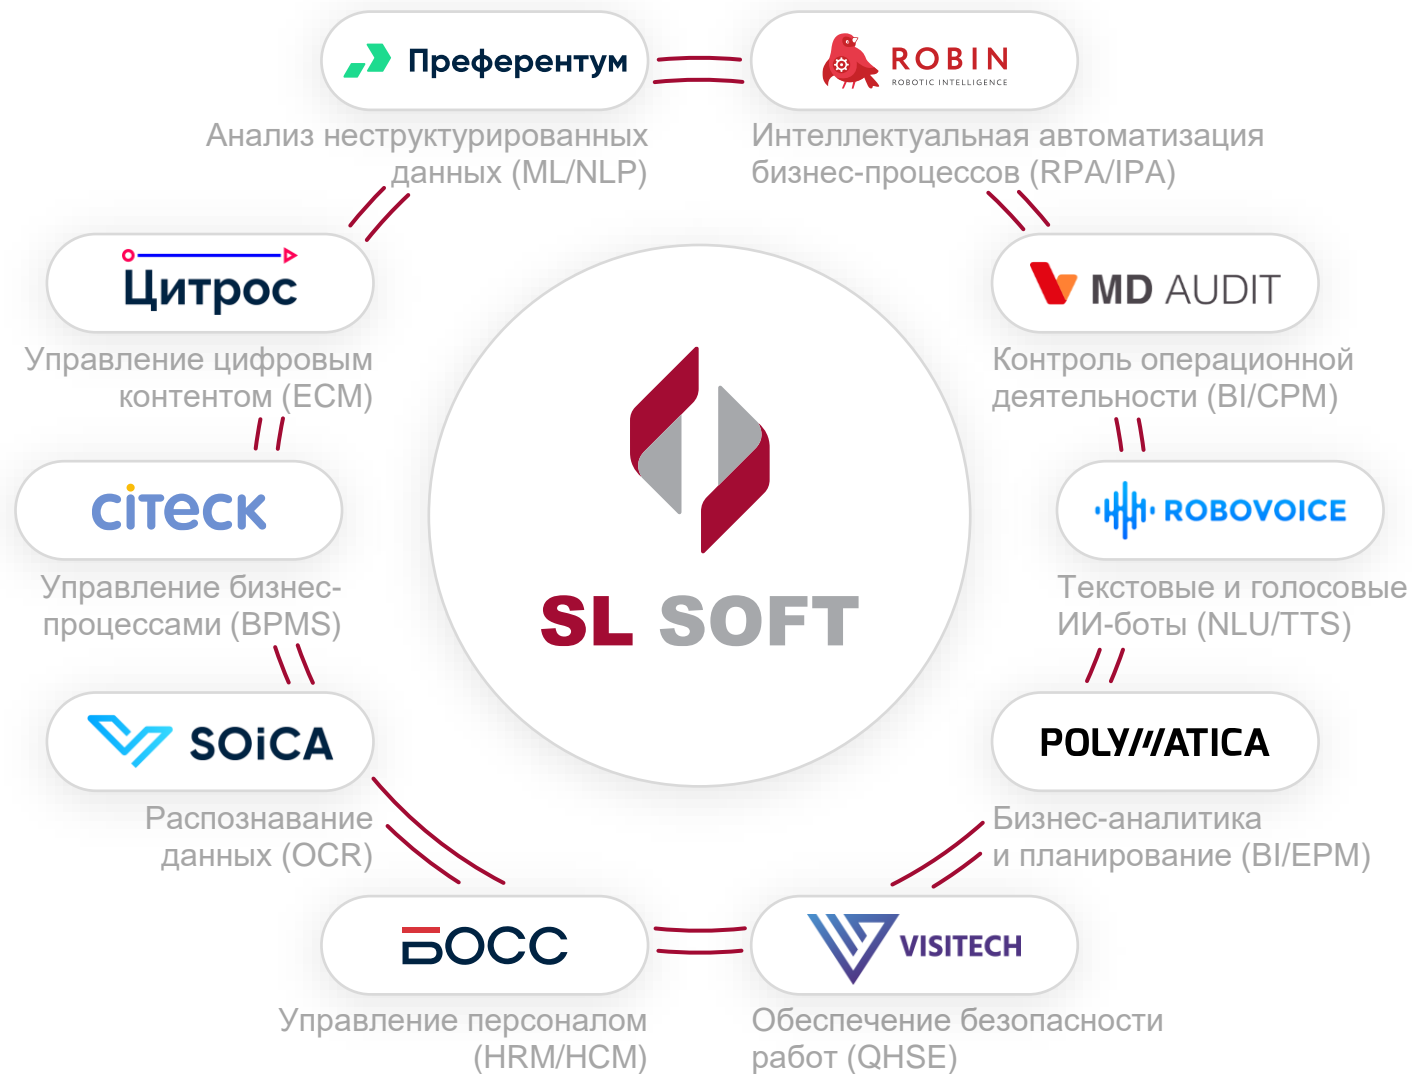 Преферентум
Анализ неструктурированных
данных (ML/NLP)
ROBIN
ROBOTIC INTELLIGENCE
Интеллектуальная автоматизация
бизнес-процессов (RPA/IPA)
Цитрос
Управление цифровым
контентом (ECM)
MD AUDIT
Контроль операционной
деятельности (BI/CPM)
citeck
Управление бизнес-
процессами (BPMS)
SL SOFT
ROBOVOICE
Текстовые и голосовые
ИИ-боты (NLU/TTS)
SOiCA
Распознавание
данных (OCR)
POLYMATICA
Бизнес-аналитика
и планирование (BI/EPM)
БОСС
Управление персоналом
(HRM/HCM)
VISITECH
Обеспечение безопасности
работ (QHSE)